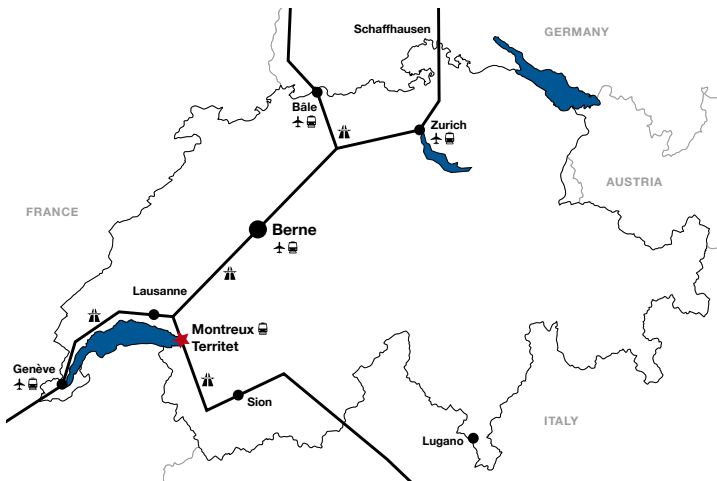 Schaffhausen
GERMANY
Bâle
Zurich
AUSTRIA
FRANCE
Berne
Lausanne
Montreux
Territet
Genève
Sion
ITALY
Lugano